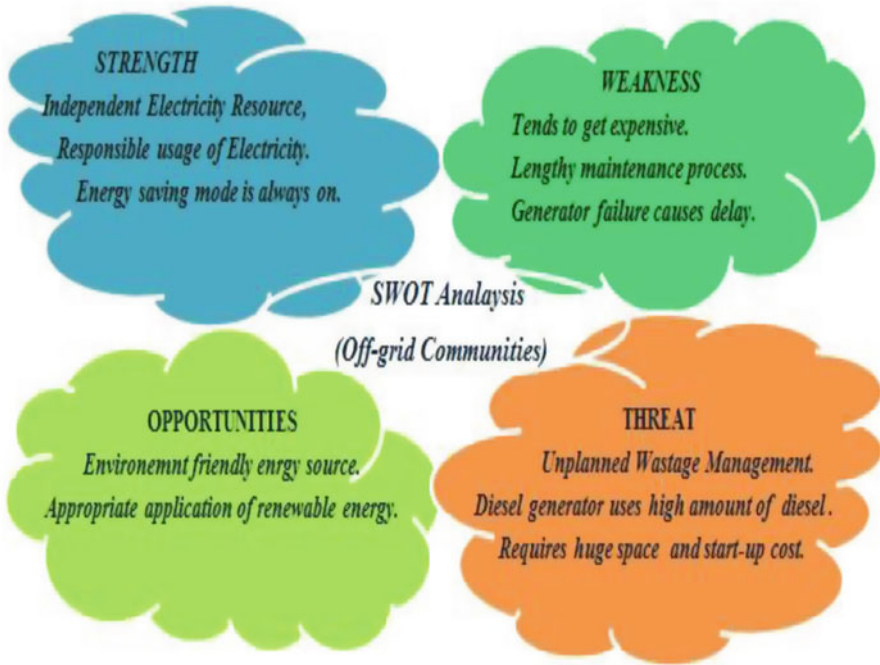 STRENGTH
Independent Electricity Resource,
Responsible usage of Electricity.
Energy saving mode is always on.
WEAKNESS
Tends to get expensive.
Lengthy maintenance process.
Generator failure causes delay.
SWOT Analaysis
(Off-grid Communities)
OPPORTUNITIES
Environemnt friendly enrgy source.
Appropriate application of renewable energy.
THREAT
Unplanned Wastage Management.
Diesel generator uses high amount of diesel.
Requires huge space and start-up cost.